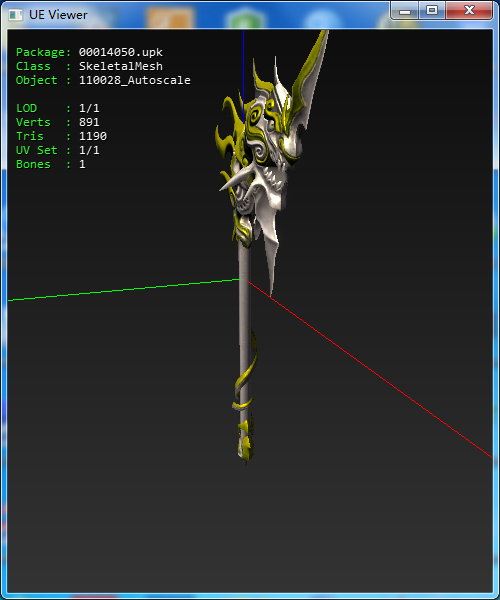 UE Viewer
Package: 00014050.upk
Class : SkeletalMesh
Object : 110028_Autoscale
LOD : 1/1
Verts : 891
Tris : 1190
UV Set : 1/1
Bones : 1